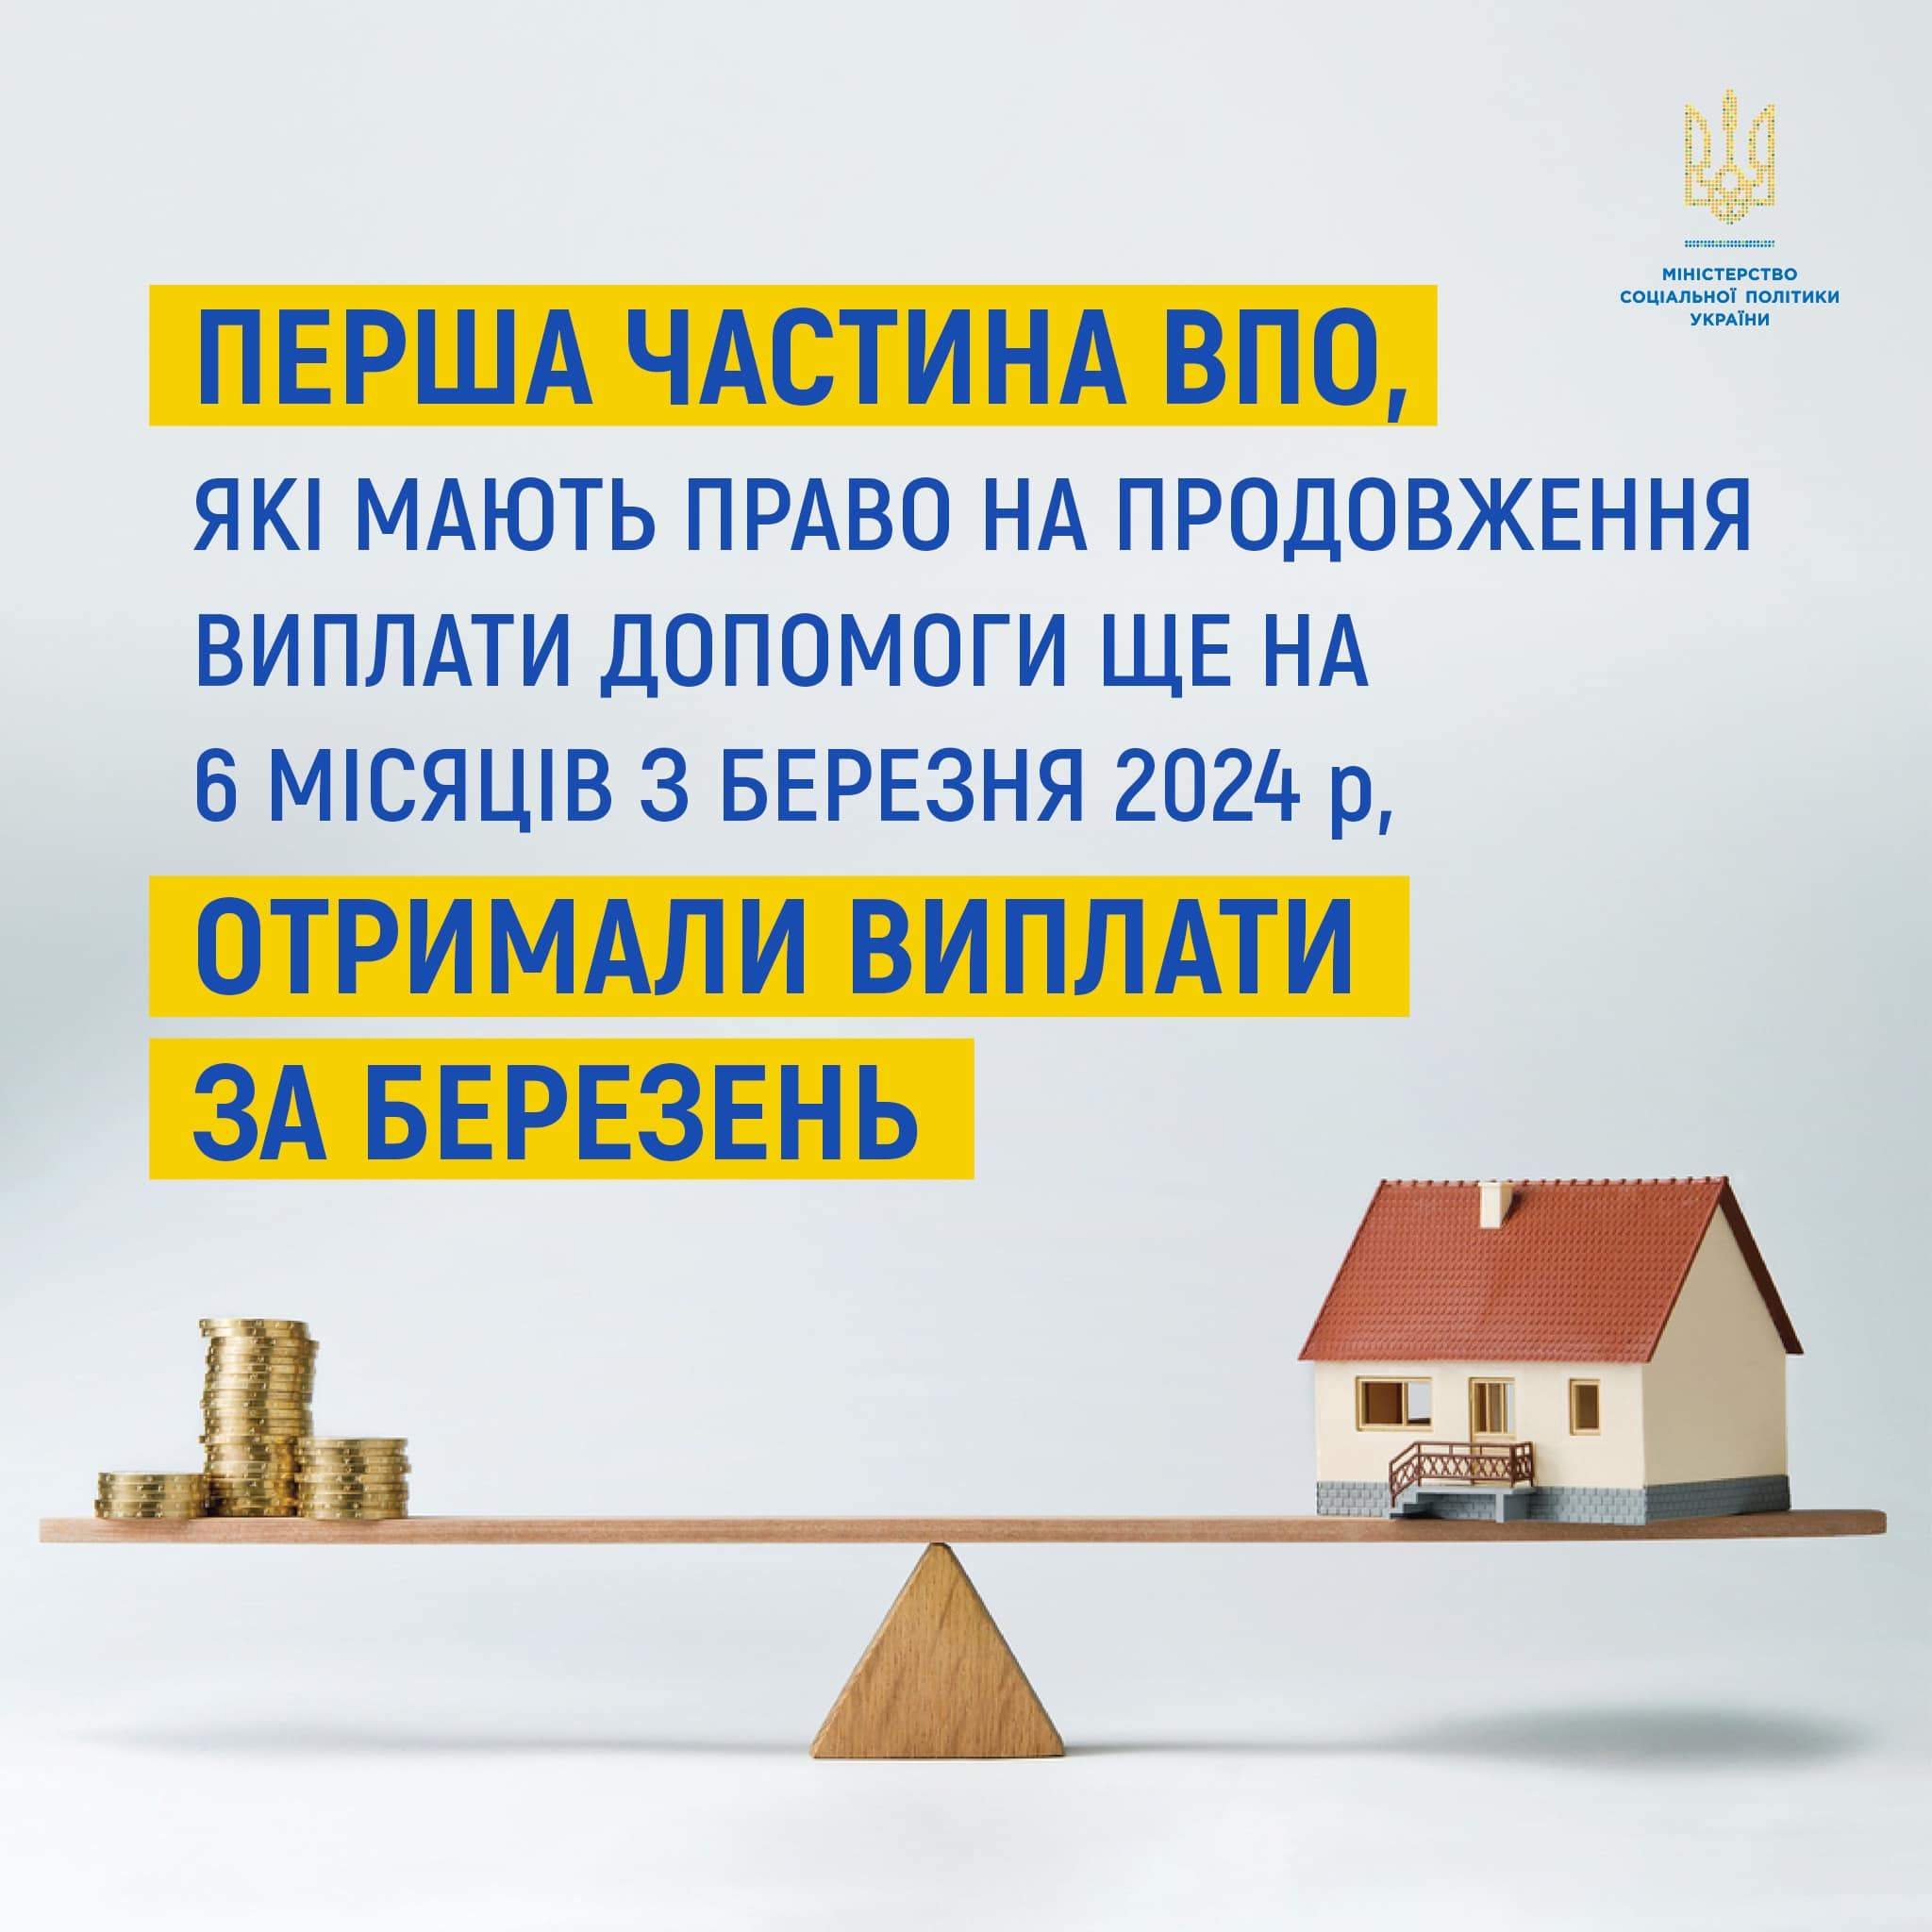 МІНІСТЕРСТВО
СОЦІАЛЬНОЇ ПОЛІТИКИ
УКРАЇНИ
ПЕРША ЧАСТИНА ВПО,
ЯКІ МАЮТЬ ПРАВО НА ПРОДОВЖЕННЯ
ВИПЛАТИ ДОПОМОГИ ЩЕ НА
6 МІСЯЦІВ З БЕРЕЗНЯ 2024 р,
ОТРИМАЛИ ВИПЛАТИ
ЗА БЕРЕЗЕНЬ